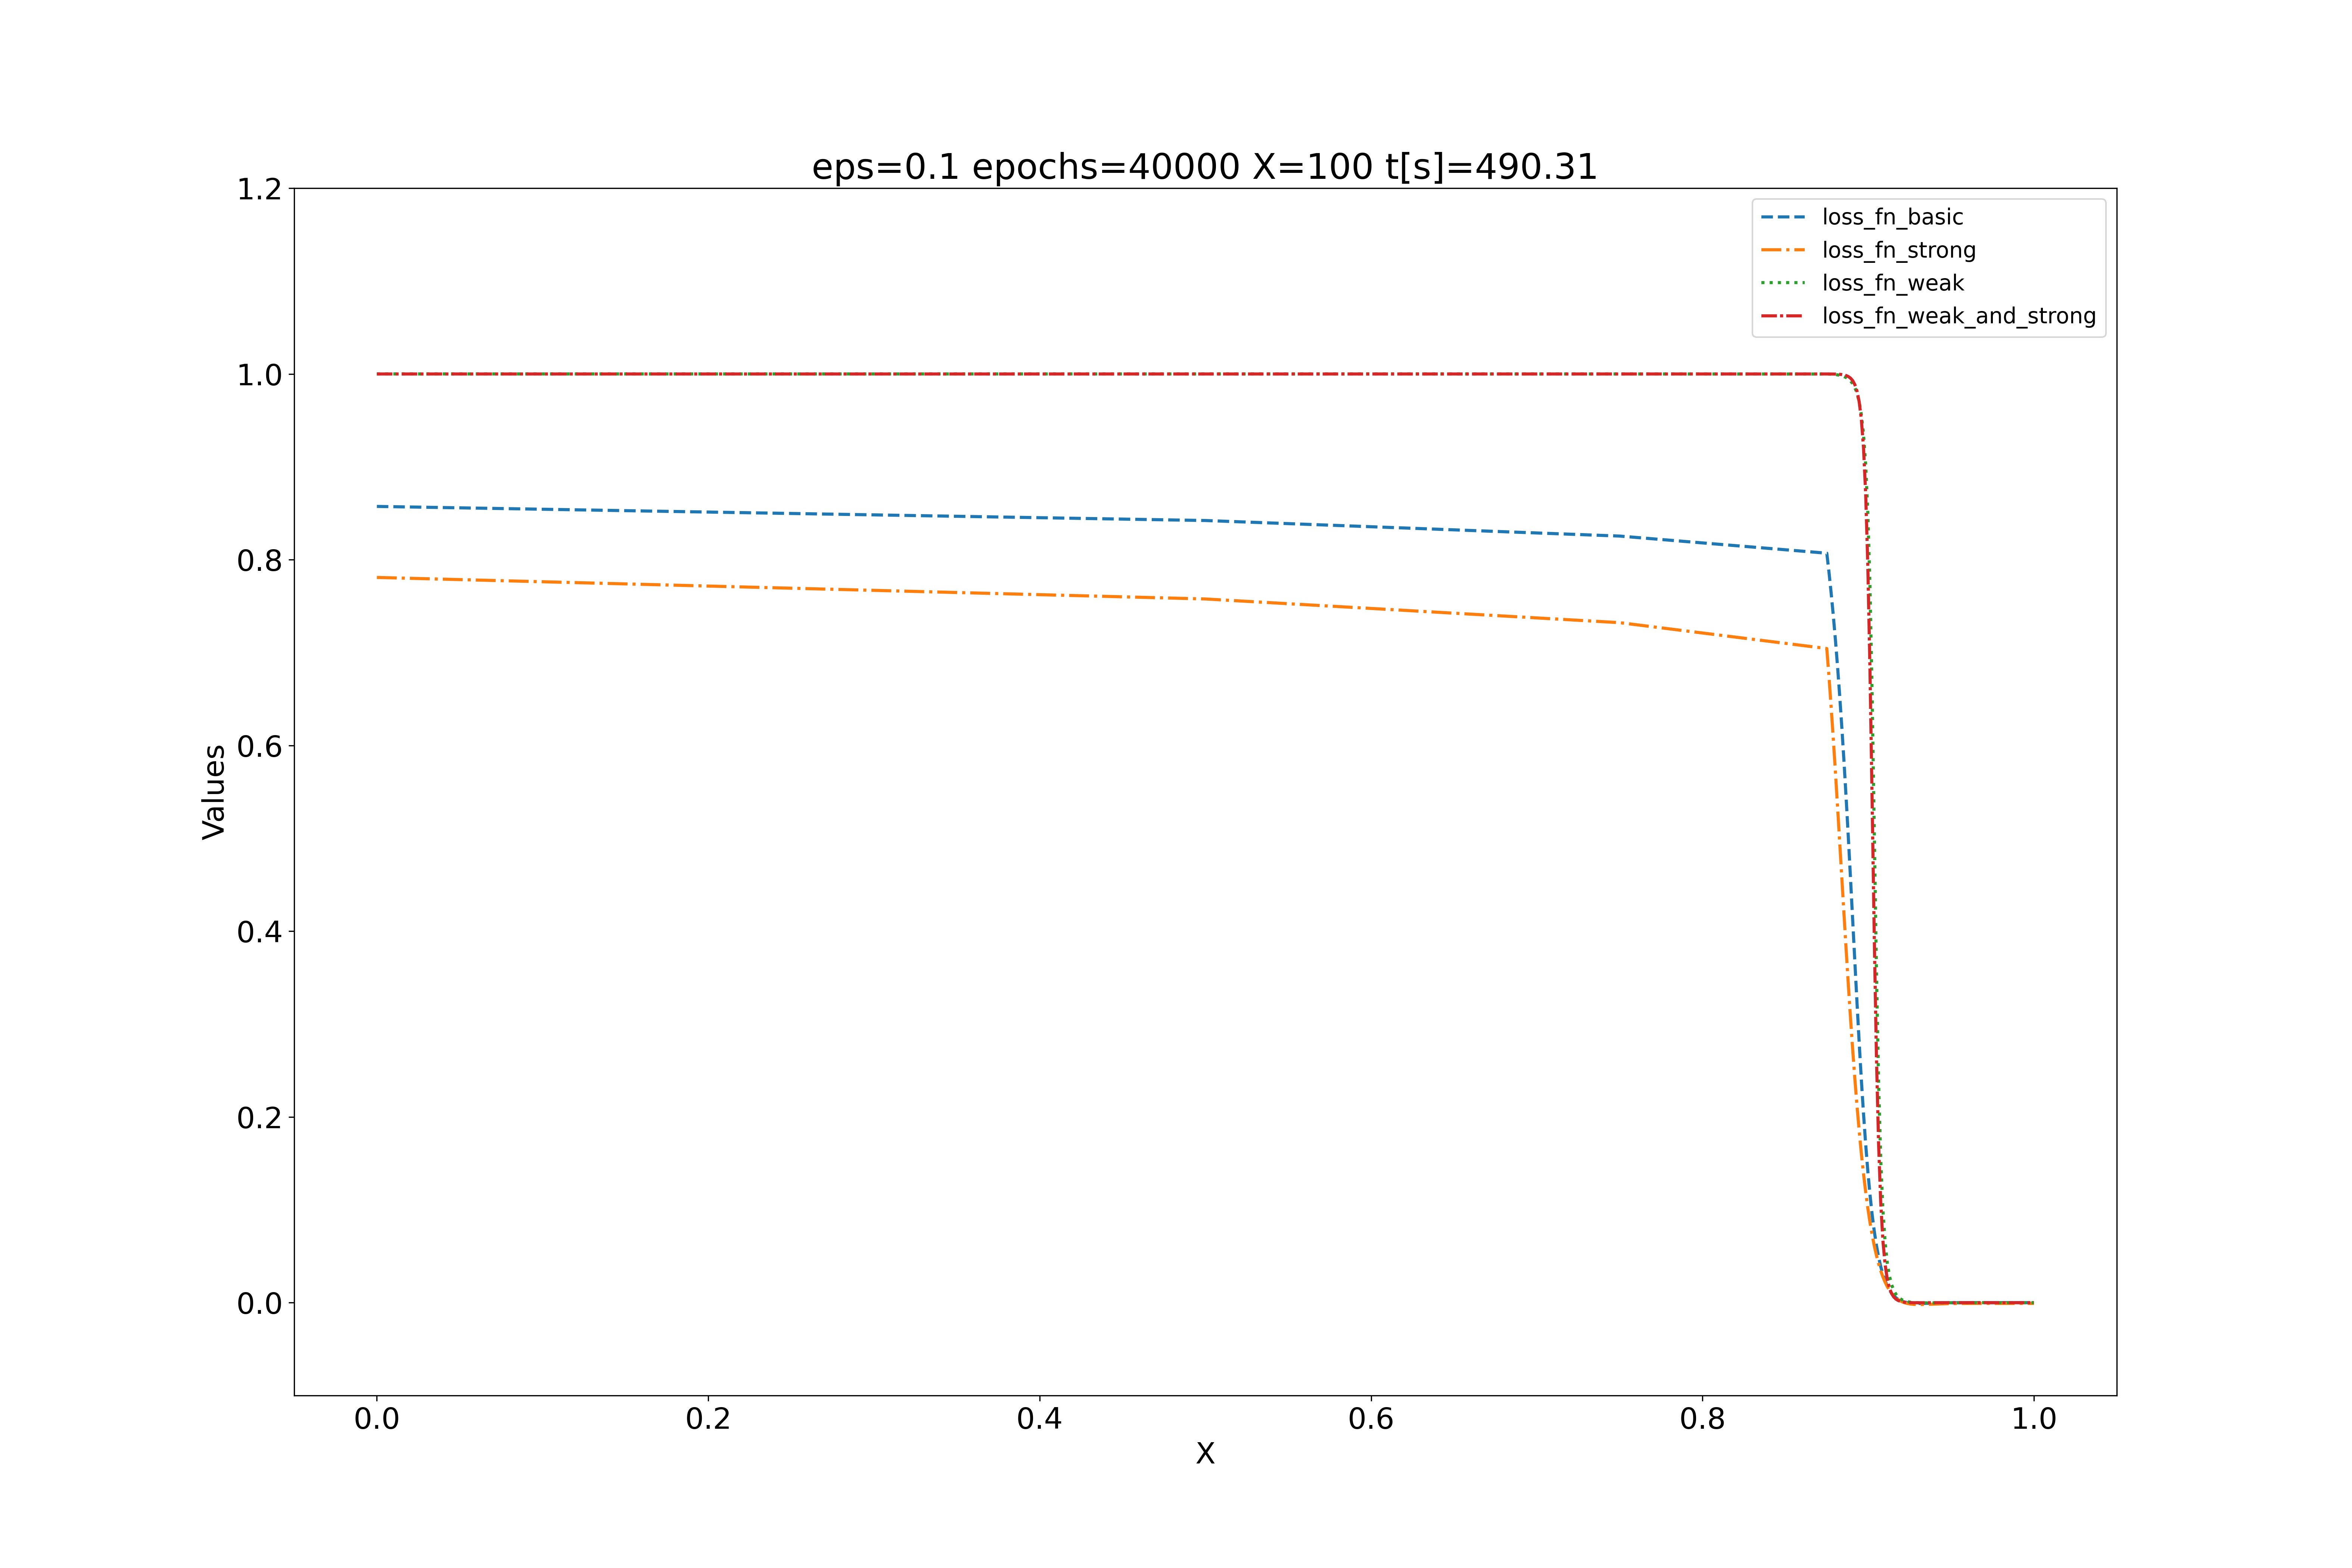 eps=0.1 epochs=40000 X=100 t[s]=490.31
1.2
1.0
0.8
0.6
0.4
0.2
0.0
Values
loss_fn_basic
loss_fn_strong
loss_fn_weak
loss_fn_weak_and_strong
0.0 0.2 0.4 0.6 0.8 1.0
X